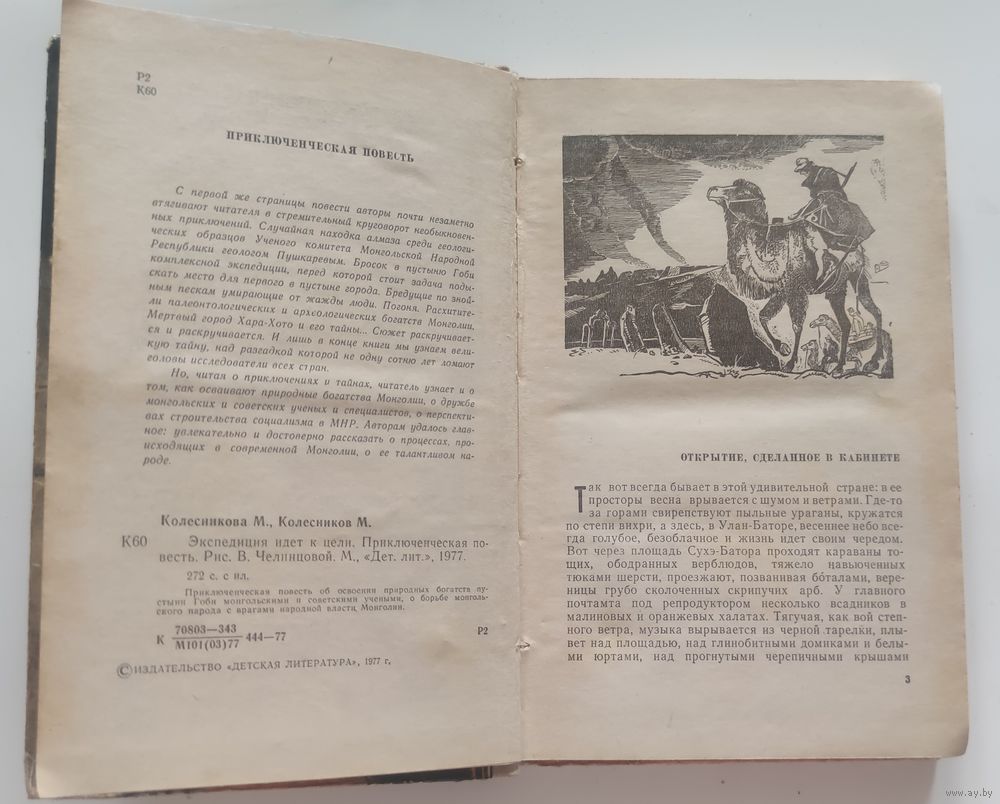 Р2
К60
ПРИКЛЮЧЕНЧЕСКАЯ ПОВЕСТЬ
С первой же страницы повести авторы почти незаметно
втягивают читателя в стремительный круговорот необыкновен-
ных приключений. Случайная находка алмаза среди геологи-
ческих образцов Ученого комитета Монгольской Народной
Республики геологом Пушкаревым. Бросок в пустыню Гоби
комплексной экспедиции, перед которой стоит задача поды-
скать место для первого в пустыне города. Бредущие по зной-
ным пескам умирающие от жажды люди. Погоня. Расхитите-
ли палеонтологических и археологических богатств Монголии.
Мертвый город Хара-Хото и его тайны... Сюжет раскручивает-
ся и раскручивается. И лишь в конце книги мы узнаем вели-
кую тайну, над разгадкой которой не одну сотню лет ломают
головы исследователи всех стран.
Но, читая о приключениях и тайнах, читатель узнает и о
том, как осваивают природные богатства Монголии, о дружбе
монгольских и советских ученых и специалистов, о перспекти-
вах строительства социализма в МНР. Авторам удалось глав-
ное: увлекательно и достоверно рассказать о процессах, про-
исходящих в современной Монголии, о ее талантливом на-
роде.
Колесникова М., Колесников М.
К60 Экспедиция идет к цели. Приключенческая по-
весть. Рис. В. Челинцовой. М., «Дет. лит.», 1977.
272 с. с ил.
Приключенческая повесть об освоении природных богатств пу-
стыни Гоби монгольскими и советскими учеными, о борьбе монголь-
ского народа с врагами народной власти Монголии.
К 70803—343
М101(03)77 444—77
Р2
© ИЗДАТЕЛЬСТВО «ДЕТСКАЯ ЛИТЕРАТУРА», 1977 г.
ОТКРЫТИЕ, СДЕЛАННОЕ В КАБИНЕТЕ
Так вот всегда бывает в этой удивительной стране: в ее
просторы весна врывается с шумом и ветрами. Где-то
за горами свирепствуют пыльные ураганы, кружатся
по степи вихри, а здесь, в Улан-Баторе, весеннее небо все-
гда голубое, безоблачное и жизнь идет своим чередом.
Вот через площадь Сухэ-Батора проходят караваны то-
щих, ободранных верблюдов, тяжело навьюченных
тюками шерсти, проезжают, позванивая бо́талами, вере-
ницы грубо сколоченных скрипучих арб. У главного
почтамта под репродуктором несколько всадников в
малиновых и оранжевых халатах. Тягучая, как вой степ-
ного ветра, музыка вырывается из черной тарелки, плы-
вет над площадью, над глинобитными домиками и белы-
ми юртами, над прогнутыми черепичными крышами
3
www.ay.by